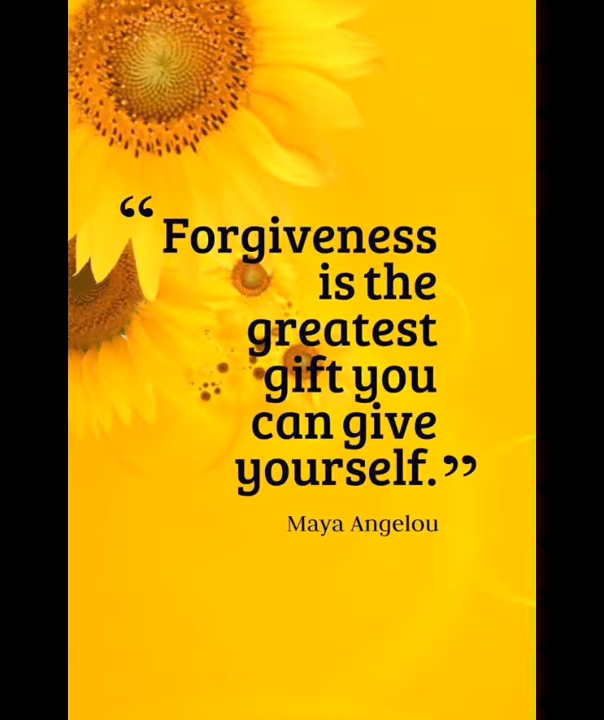 “Forgiveness
is the
greatest
gift you
can give
yourself.”
Maya Angelou